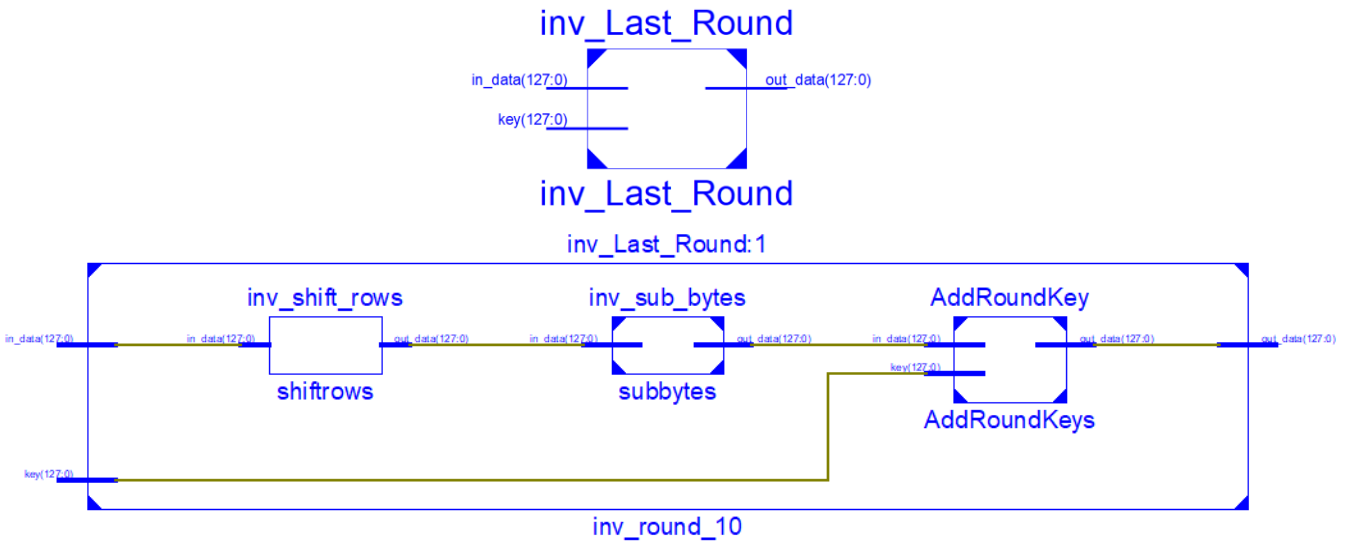 inv_Last_Round
in_data(127:0)
out_data(127:0)
key(127:0)
inv_Last_Round
inv_Last_Round:1
inv_shift_rows
inv_sub_bytes
AddRoundKey
in_data(127:0)
in_data(127:0)
out_data(127:0)
in_data(127:0)
out_data(127:0)
in_data(127:0)
out_data(127:0)
out_data(127:0)
key(127:0)
shiftrows
subbytes
AddRoundKeys
key(127:0)
inv_round_10